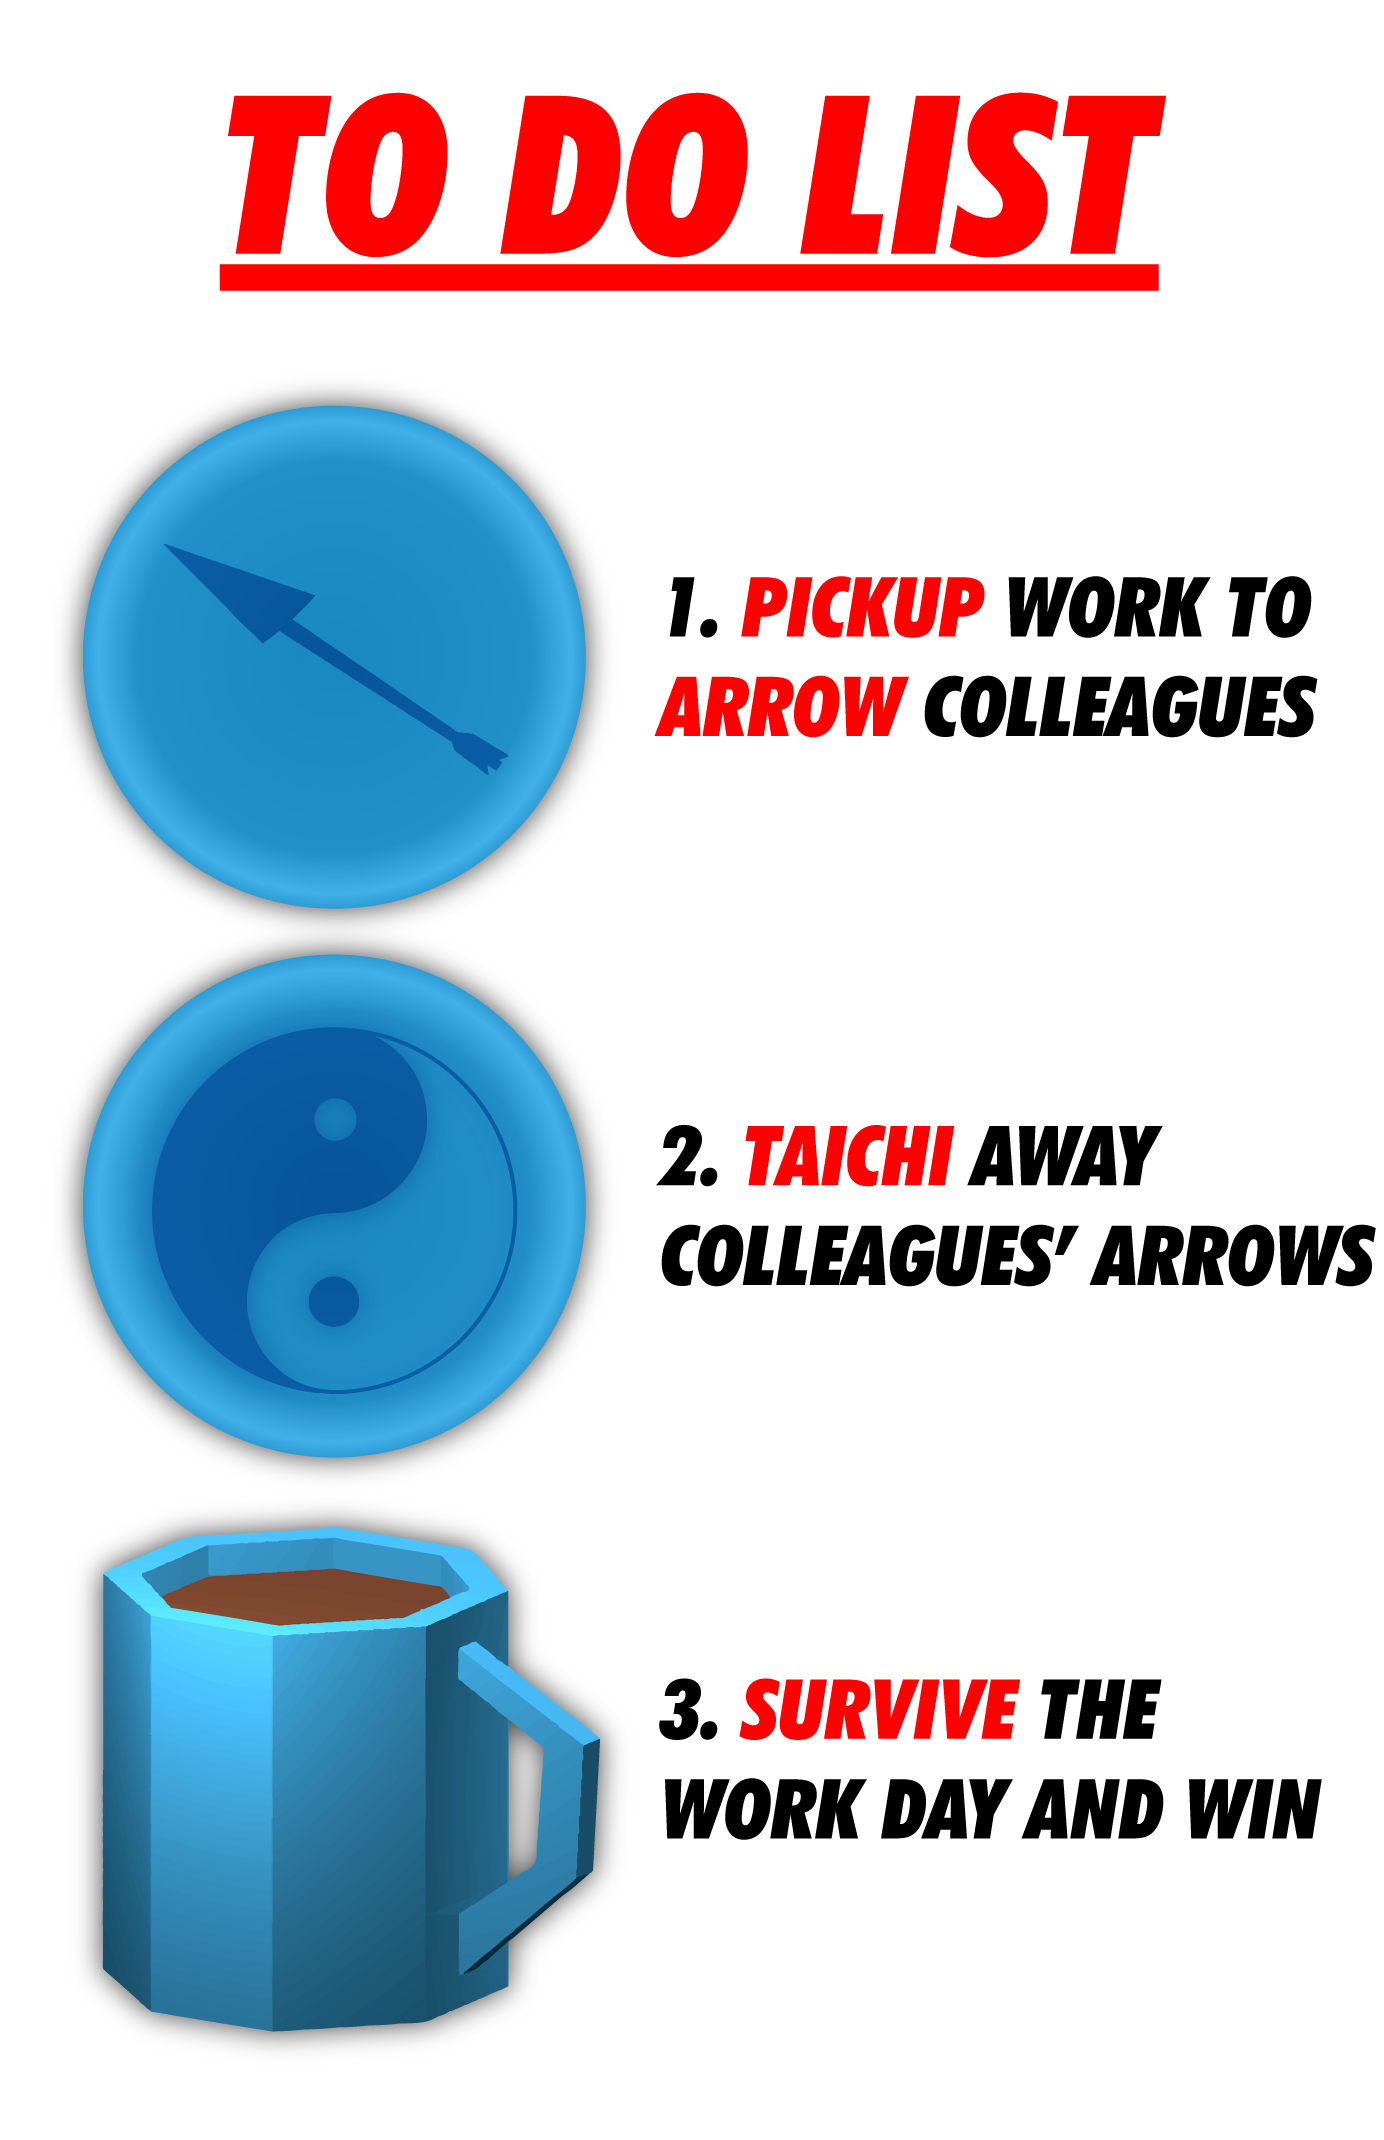 TO DO LIST
1. PICKUP WORK TO
ARROW COLLEAGUES
2. TAICHI AWAY
COLLEAGUES’ ARROWS
3. SURVIVE THE
WORK DAY AND WIN